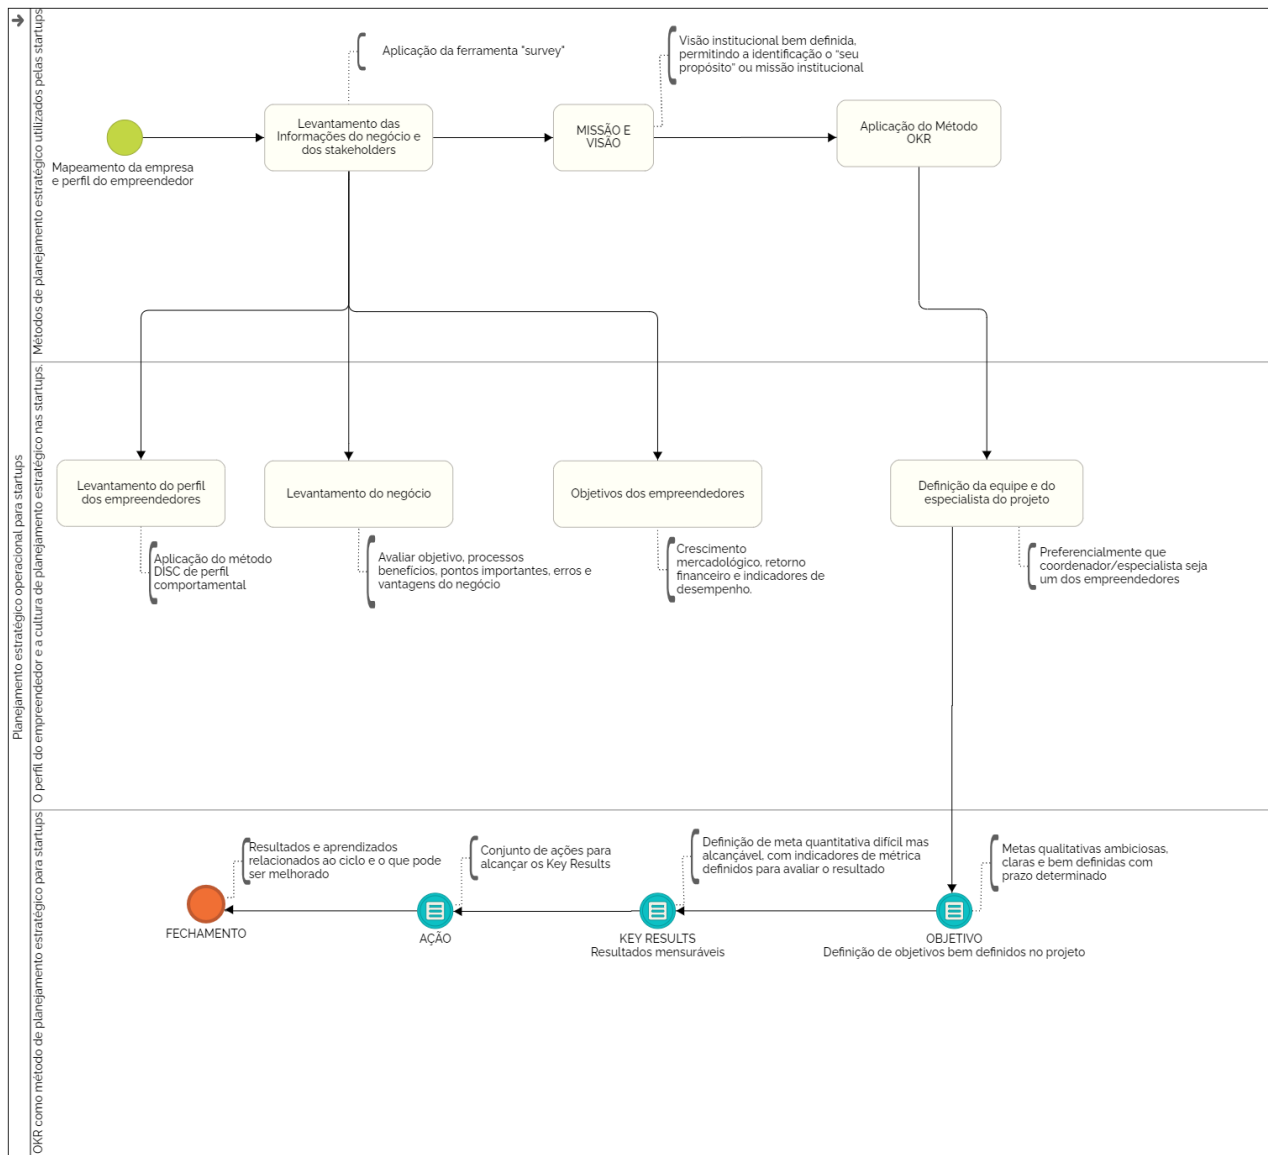 Planejamento estratégico operacional para startups
Métodos de planejamento estratégico utilizados pelas startups
Aplicação da ferramenta "survey"
Visão institucional bem definida,
permitindo a identificação o "seu
propósito" ou missão institucional
Mapeamento da empresa
e perfil do empreendedor
Levantamento das
Informações do negócio e
dos stakeholders
MISSÃO E
VISÃO
Aplicação do Método
OKR
O perfil do empreendedor e a cultura de planejamento estratégico nas startups.
Levantamento do perfil
dos empreendedores
Levantamento do negócio
Objetivos dos empreendedores
Definição da equipe e do
especialista do projeto
Aplicação do método
DISC de perfil
comportamental
Avaliar objetivo, processos
benefícios, pontos importantes, erros e
vantagens do negócio
Crescimento
mercadológico, retorno
financeiro e indicadores de
desempenho.
Preferencialmente que
coordenador/especialista seja
um dos empreendedores
OKR como método de planejamento estratégico para startups
Resultados e aprendizados
relacionados ao ciclo e o que pode
ser melhorado
Conjunto de ações para
alcançar os Key Results
Definição de meta quantitativa difícil mas
alcançável, com indicadores de métrica
definidos para avaliar o resultado
Metas qualitativas ambiciosas,
claras e bem definidas com
prazo determinado
FECHAMENTO
AÇÃO
KEY RESULTS
Resultados mensuráveis
OBJETIVO
Definição de objetivos bem definidos no projeto